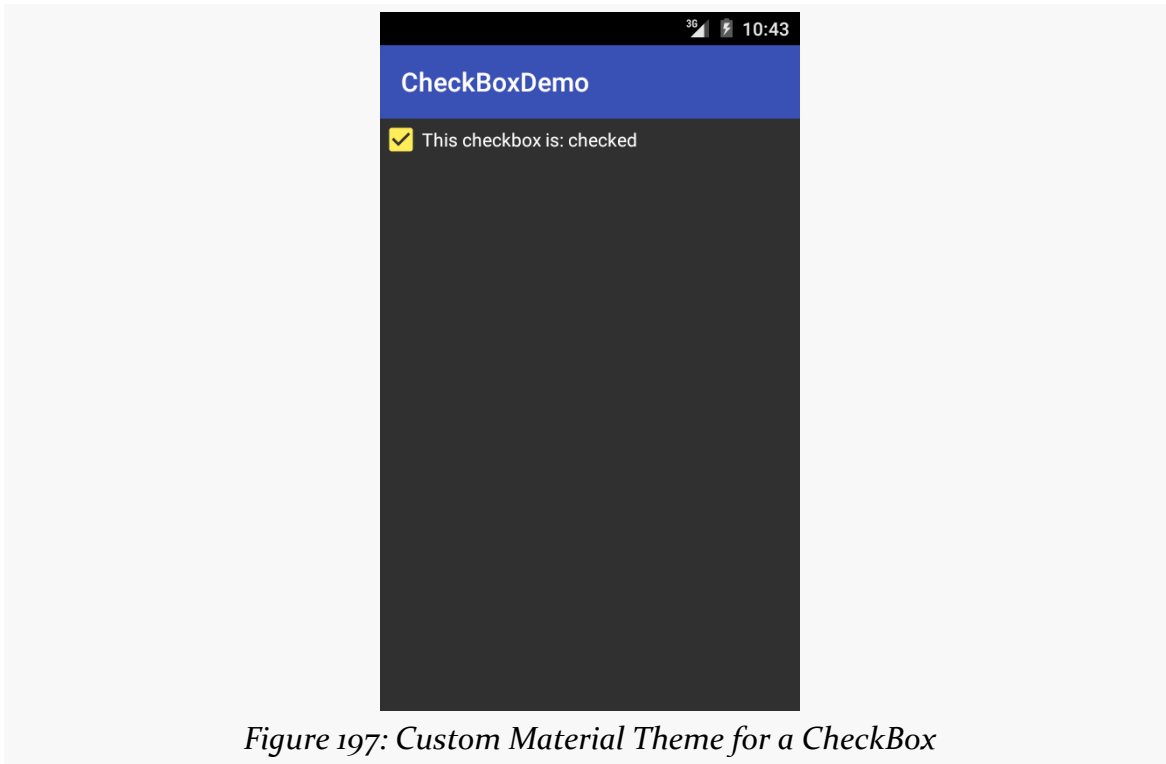 3G 10:43
CheckBoxDemo
This checkbox is: checked
Figure 197: Custom Material Theme for a CheckBox